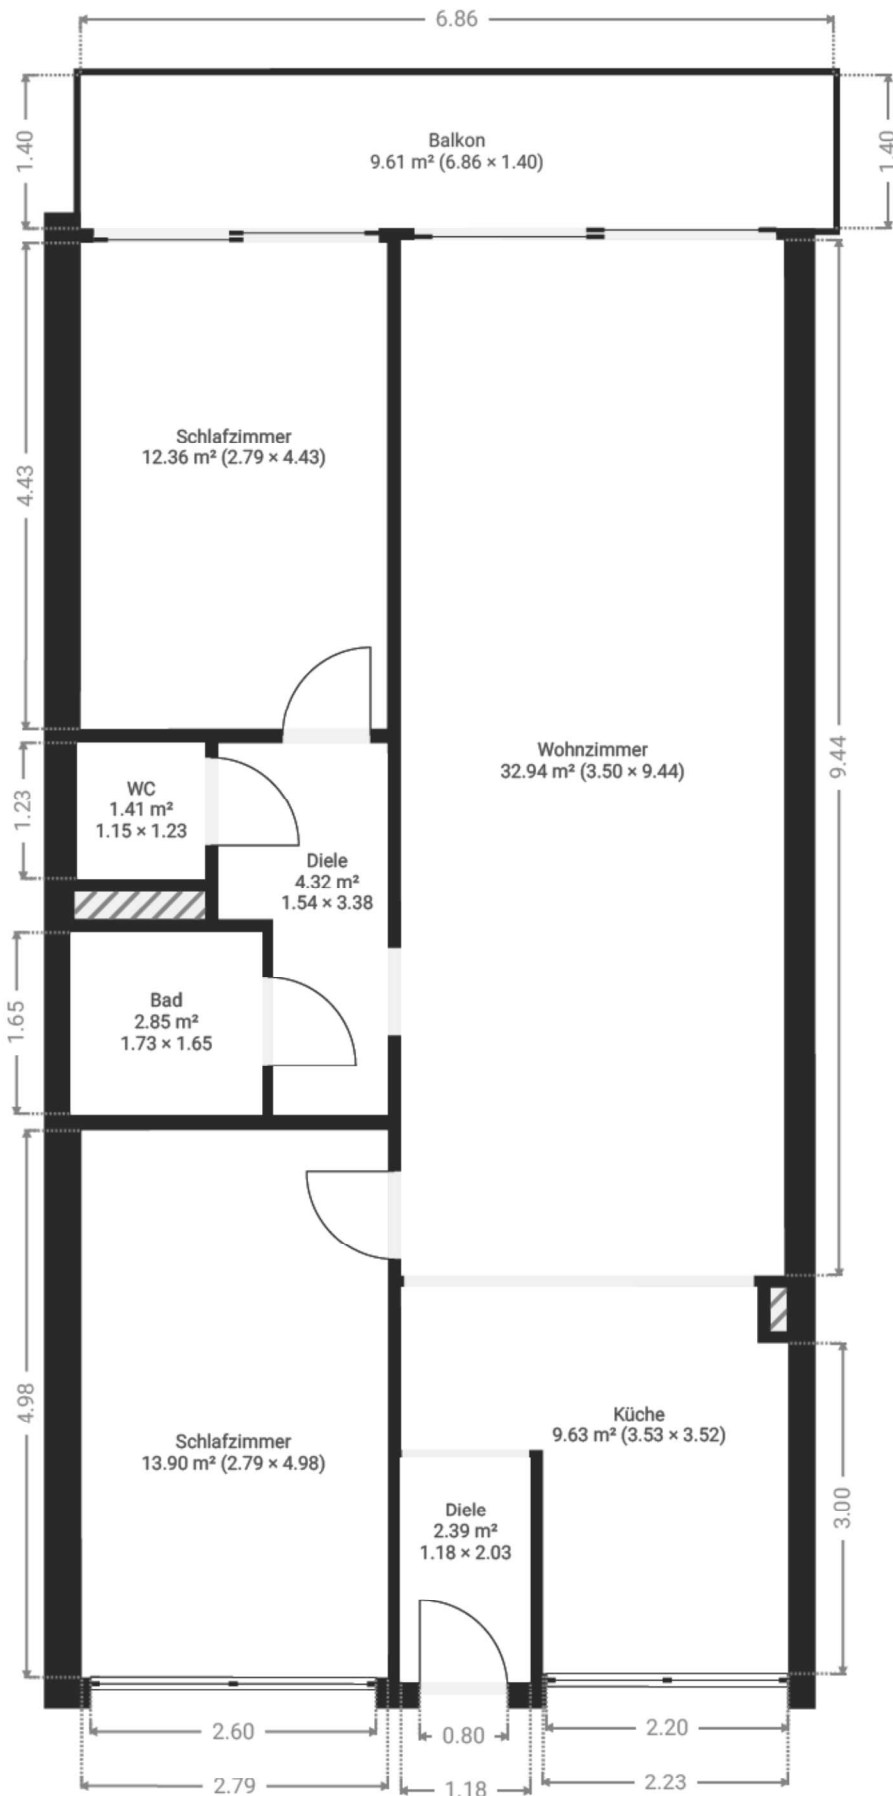 6.86
1.40
1.40
Balkon
9.61 m² (6.86 × 1.40)
4.43
Schlafzimmer
12.36 m² (2.79 × 4.43)
Wohnzimmer
32.94 m² (3.50 × 9.44)
9.44
1.23
WC
1.41 m²
1.15 × 1.23
Diele
4.32 m²
1.54 × 3.38
1.65
Bad
2.85 m²
1.73 × 1.65
4.98
Schlafzimmer
13.90 m² (2.79 × 4.98)
Küche
9.63 m² (3.53 × 3.52)
3.00
Diele
2.39 m²
1.18 × 2.03
2.60
0.80
2.20
2.79
1.18
2.23